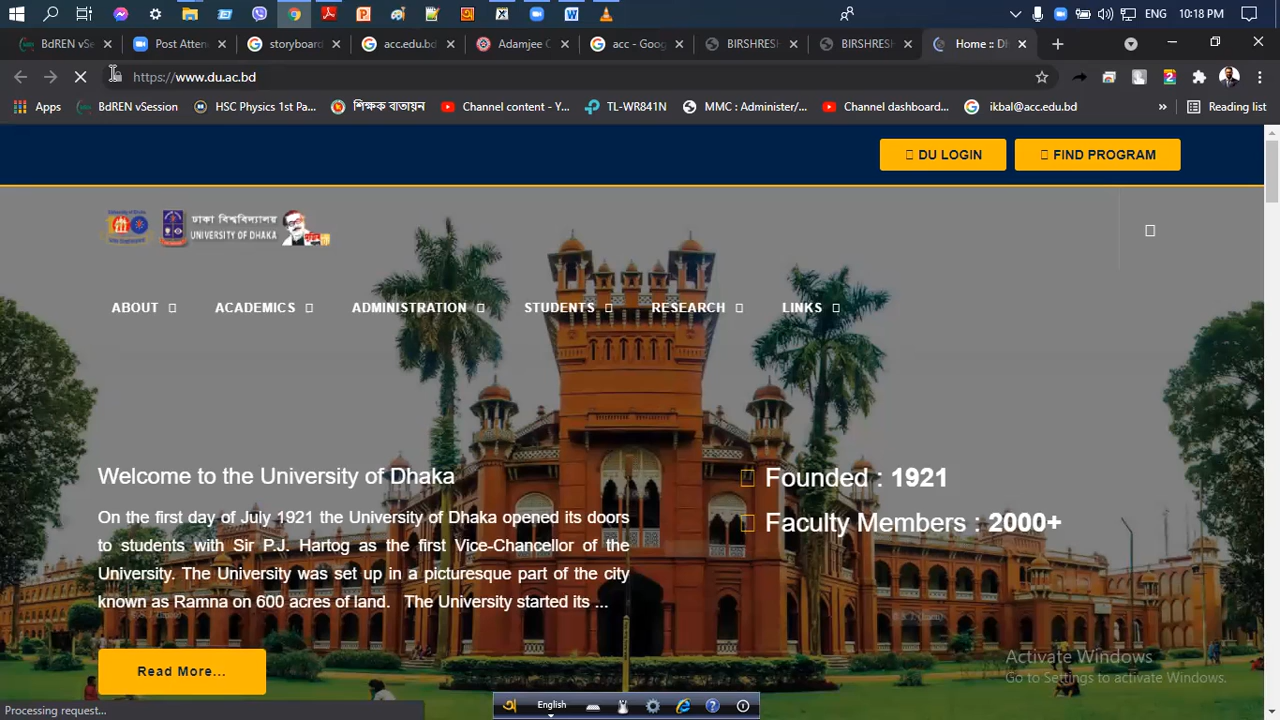 ENG 10:18 PM
BdREN vSe
Post Atten
storyboard
acc.edu.bd
Adamjee C
acc - Goog
BIRSHRESH
BIRSHRESH
Home :: Dh
https://www.du.ac.bd
Apps
BdREN vSession
HSC Physics 1st Pa...
শিক্ষক বাতায়ন
Channel content - Y...
TL-WR841N
MMC : Administer/...
Channel dashboard...
ikbal@acc.edu.bd
»
Reading list
DU LOGIN
FIND PROGRAM
ঢাকা বিশ্ববিদ্যালয়
UNIVERSITY OF DHAKA
ABOUT
ACADEMICS
ADMINISTRATION
STUDENTS
RESEARCH
LINKS
Welcome to the University of Dhaka
On the first day of July 1921 the University of Dhaka opened its doors
to students with Sir P.J. Hartog as the first Vice-Chancellor of the
University. The University was set up in a picturesque part of the city
known as Ramna on 600 acres of land. The University started its ...
Read More...
Founded : 1921
Faculty Members : 2000+
Activate Windows
Go to Settings to activate Windows.
Processing request...
English